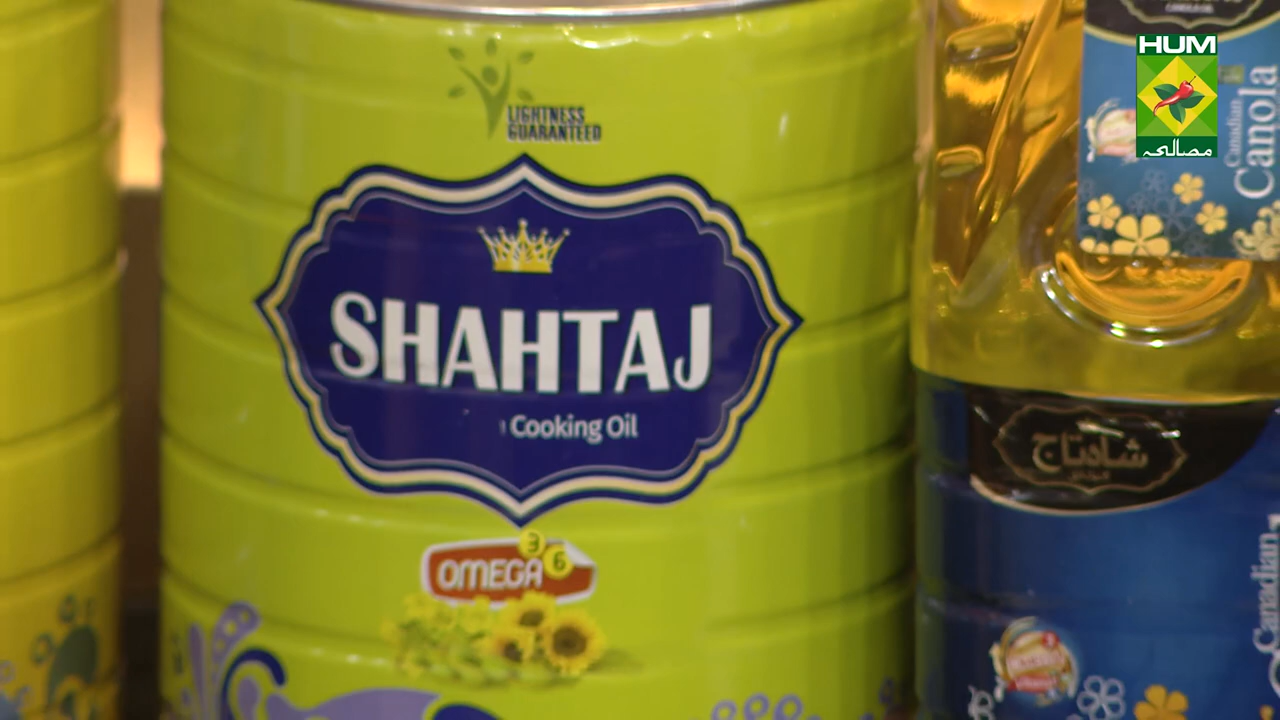 LIGHTNESS
GUARANTEED
SHAHTAJ
Cooking Oil
OMEGA 3 6
HUM
مصالحہ
Canadian
Canola
شاہتاج
Canadian